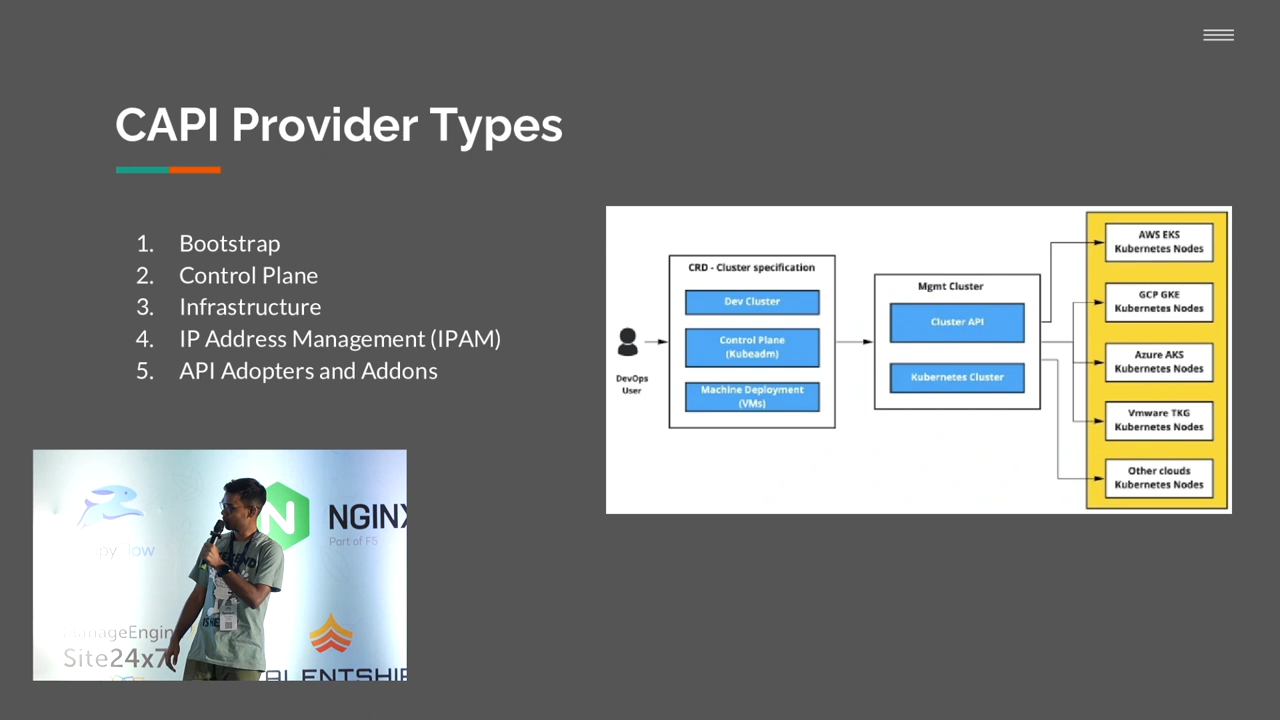 CAPI Provider Types
1. Bootstrap
2. Control Plane
3. Infrastructure
4. IP Address Management (IPAM)
5. API Adopters and Addons
DevOps
User
CRD - Cluster specification
Dev Cluster
Control Plane
(Kubeadm)
Machine Deployment
(VMs)
Mgmt Cluster
Cluster API
Kubernetes Cluster
AWS EKS
Kubernetes Nodes
GCP GKE
Kubernetes Nodes
Azure AKS
Kubernetes Nodes
Vmware TKG
Kubernetes Nodes
Other clouds
Kubernetes Nodes
NGINX
Part of F5
Site24x7